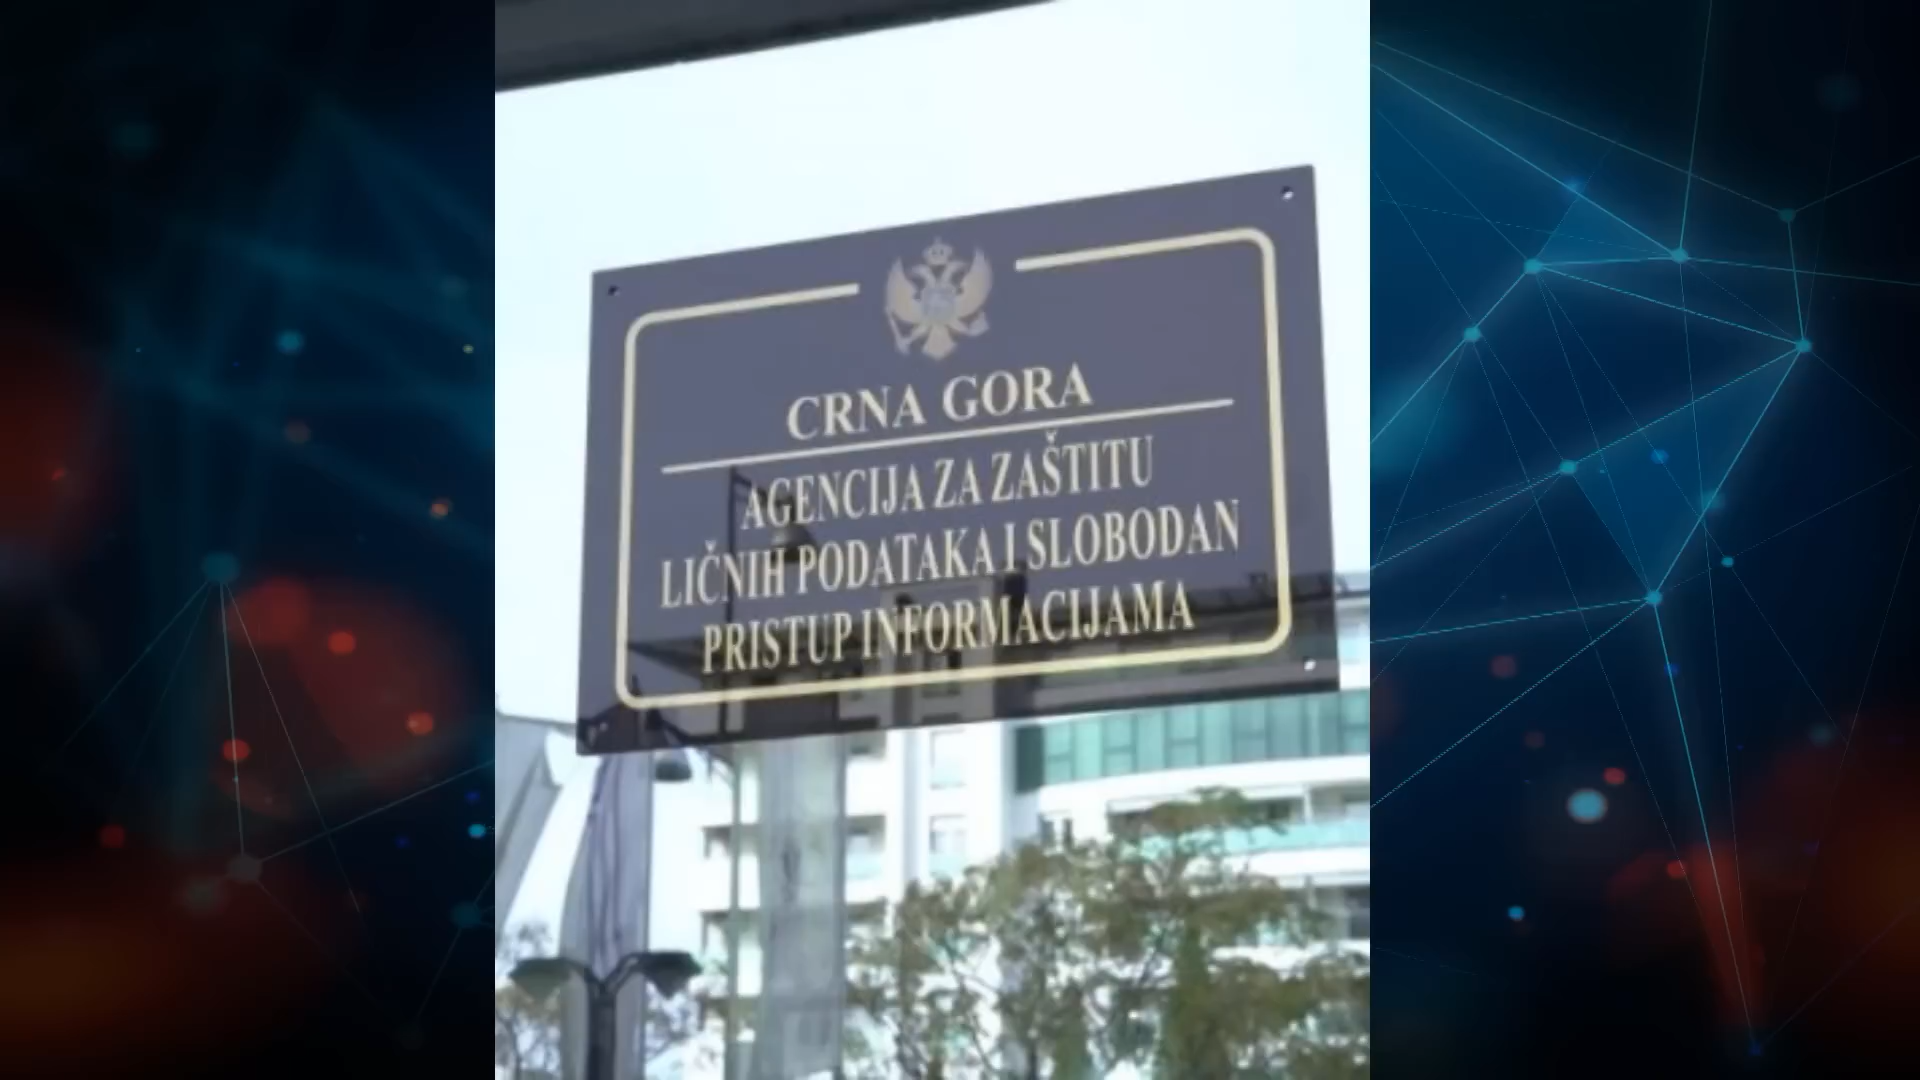 CRNA GORA
AGENCIJA ZA ZAŠTITU
LIČNIH PODATAKA I SLOBODAN
PRISTUP INFORMACIJAMA